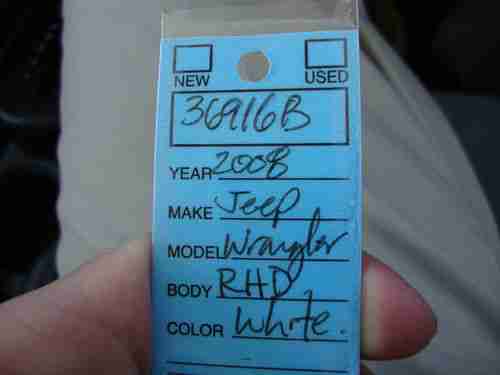 NEW USED
36916B
YEAR 2008
MAKE Jeep
MODEL Wrangler
BODY RHD
COLOR White.